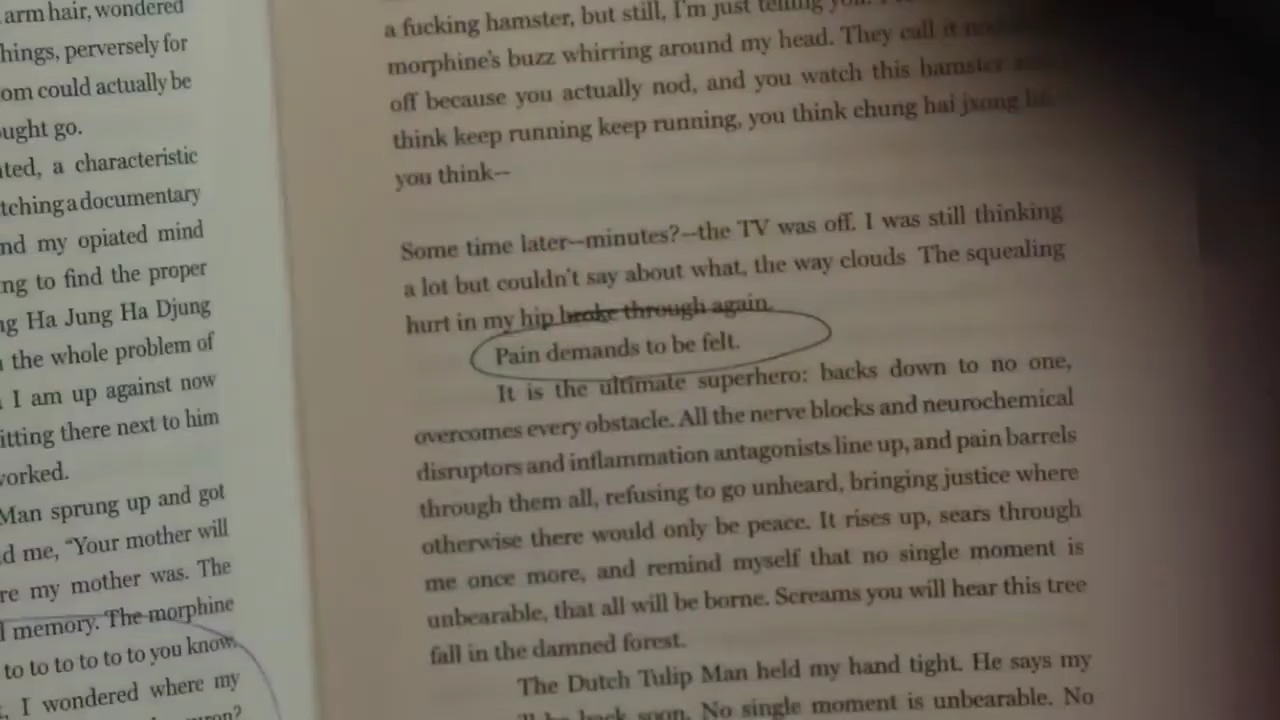 arm hair, wondered
hings, perversely for
om could actually be
ught go.
ted, a characteristic
tching a documentary
nd my opiated mind
ng to find the proper
ng Ha Jung Ha Djung
the whole problem of
I am up against now
itting there next to him
vorked.
Man sprung up and got
d me, "Your mother will
re my mother was. The
l memory. The morphine
to to to to to to you know.
I wondered where my
a fucking hamster, but still, I'm just telling you.
morphine's buzz whirring around my head. They call it
off because you actually nod, and you watch this hamster
think keep running keep running, you think chung hai jxong
you think—
Some time later—minutes?—the TV was off. I was still thinking
a lot but couldn't say about what, the way clouds The squealing
hurt in my hip broke through again.
Pain demands to be felt.
It is the ultimate superhero: backs down to no one,
overcomes every obstacle. All the nerve blocks and neurochemical
disruptors and inflammation antagonists line up, and pain barrels
through them all, refusing to go unheard, bringing justice where
otherwise there would only be peace. It rises up, sears through
me once more, and remind myself that no single moment is
unbearable, that all will be borne. Screams you will hear this tree
fall in the damned forest.
The Dutch Tulip Man held my hand tight. He says my
back soon. No single moment is unbearable. No